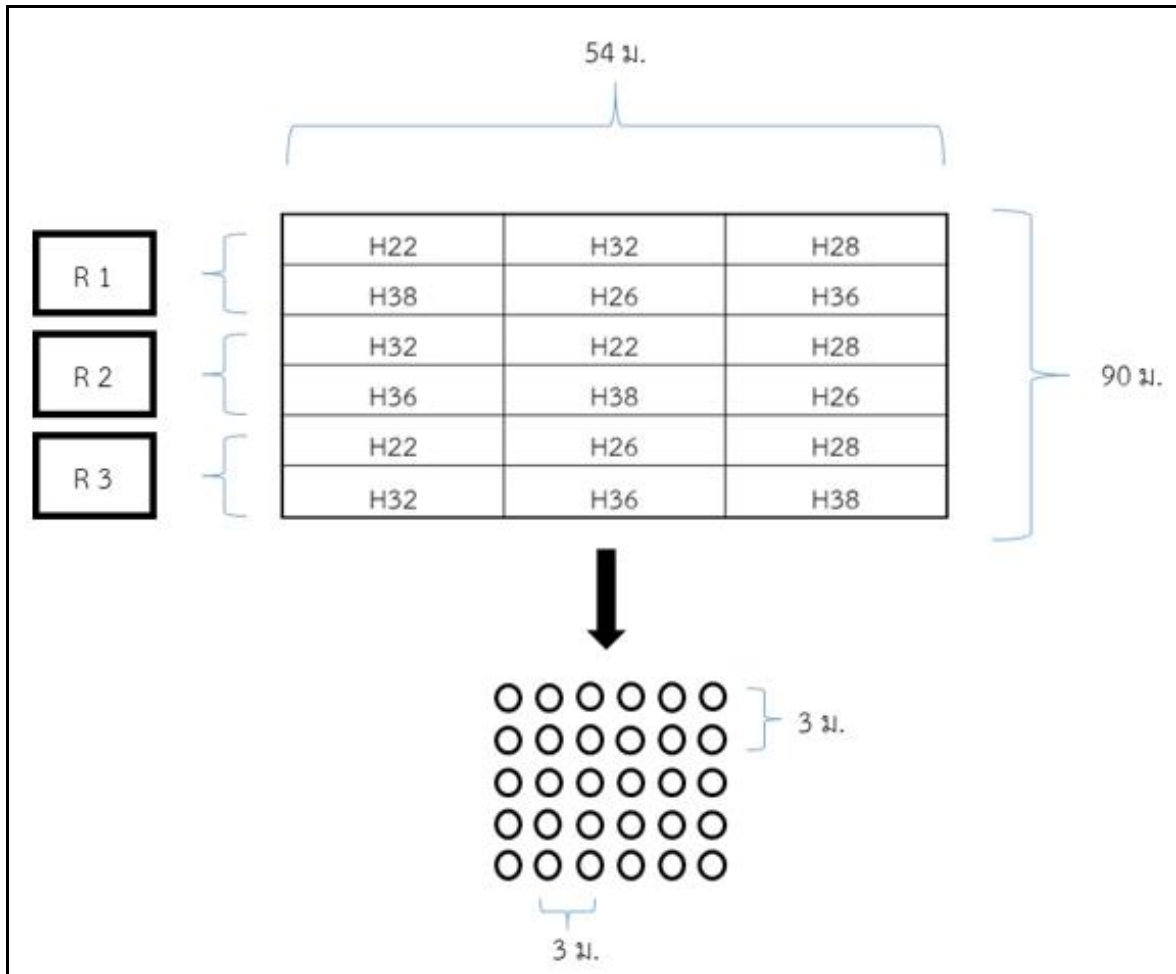 54 ม.
R 1
H22 H32 H28
H38 H26 H36
R 2
H32 H22 H28
H36 H38 H26
90 ม.
R 3
H22 H26 H28
H32 H36 H38
3 ม.
3 ม.